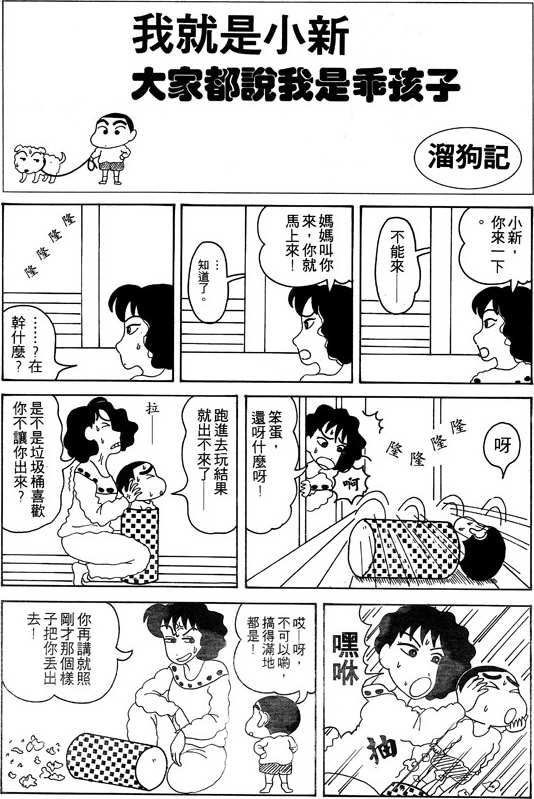 我就是小新
大家都說我是乖孩子
溜狗記
小新，
你來一下
。
不能來——
媽媽叫你
來，你就
馬上來！
…
知道了。
隆隆隆隆
……？在
幹什麼？
呀
隆隆隆隆
啊
笨蛋，
還呀什麼呀！
跑進去玩結果
就出不來了——
拉——
是不是垃圾桶喜歡
你不讓你出來？
嘿咻
抽
哎—呀，
不可以喲，
搞得滿地
都是！
你再講就照
剛才那個樣
子把你丟出
去！